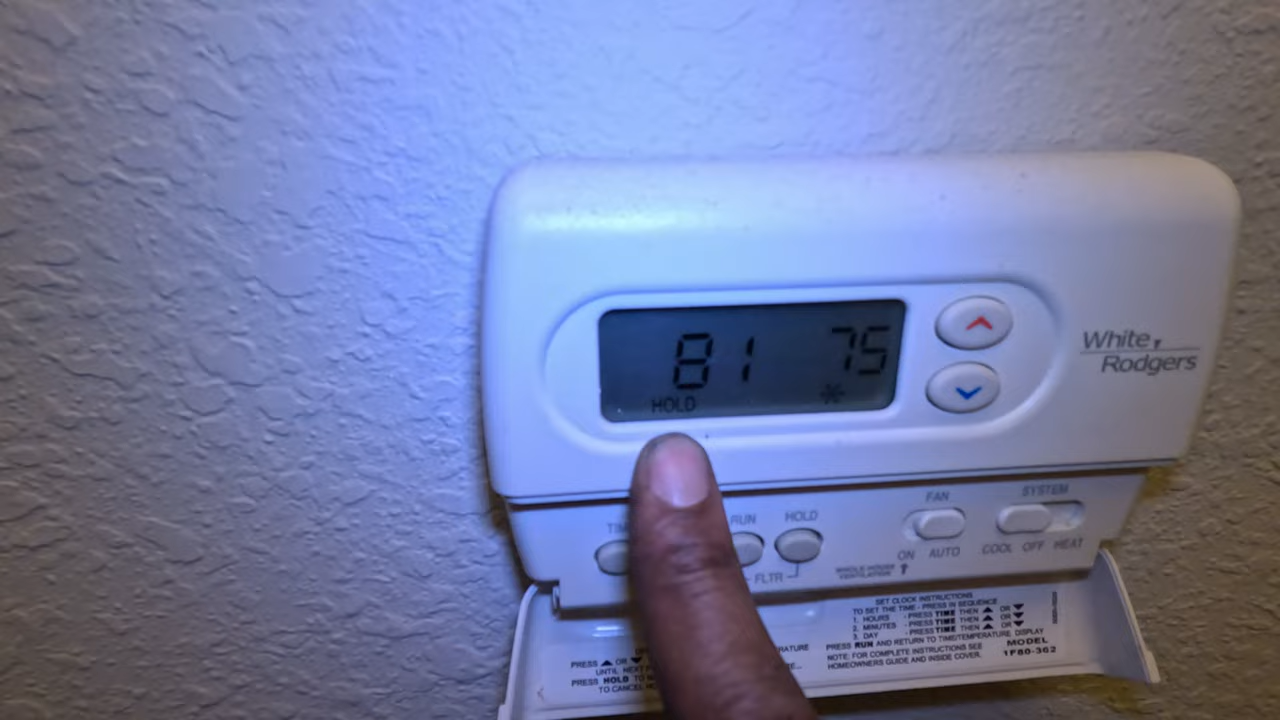 81 75
HOLD
White
Rodgers
RUN HOLD FAN SYSTEM
ON AUTO COOL OFF HEAT
FLTR WHOLE HOUSE
VENTILATION
SET CLOCK INSTRUCTIONS
TO SET THE TIME - PRESS IN SEQUENCE
1. HOURS - PRESS TIME THEN ▲ OR ▼
2. MINUTES - PRESS TIME THEN ▲ OR ▼
3. DAY - PRESS TIME THEN ▲ OR ▼
PRESS RUN AND RETURN TO TIME/TEMPERATURE DISPLAY
NOTE: FOR COMPLETE INSTRUCTIONS SEE
HOMEOWNERS GUIDE AND INSIDE COVER.
MODEL
1F80-362
PRESS ▲ OR ▼
UNTIL NEXT
PRESS HOLD TO
TO CANCEL